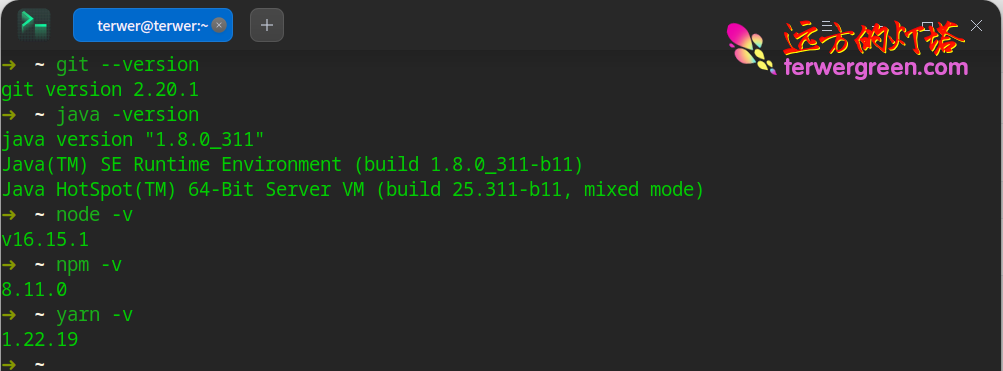 terwer@terwer:~
远方的灯塔
terwergreen.com
➜ ~ git --version
git version 2.20.1
➜ ~ java -version
java version "1.8.0_311"
Java(TM) SE Runtime Environment (build 1.8.0_311-b11)
Java HotSpot(TM) 64-Bit Server VM (build 25.311-b11, mixed mode)
➜ ~ node -v
v16.15.1
➜ ~ npm -v
8.11.0
➜ ~ yarn -v
1.22.19
➜ ~